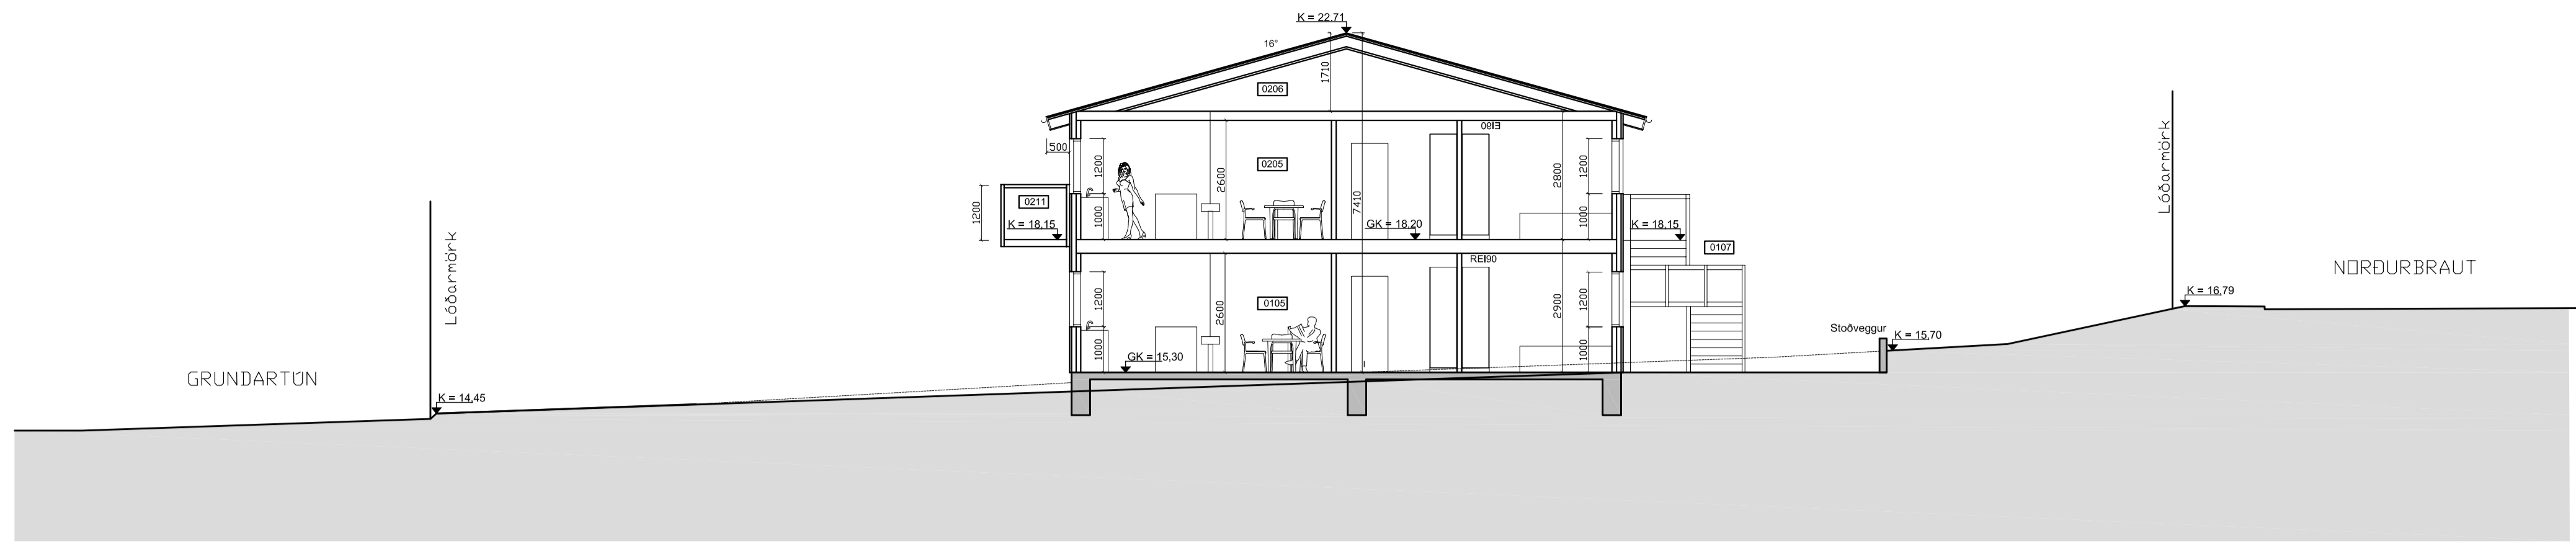 K = 22,71
16°
1710
0206
EI90
500
1200
2600
0205
7410
2800
1200
1200
0211
K = 18,15
1000
GK = 18,20
1000
K = 18,15
0107
Lóðarmörk
Lóðarmörk
NORÐURBRAUT
K = 16,79
REI90
1200
2600
0105
2900
1200
Stoðveggur
K = 15,70
GRUNDARTÚN
K = 14,45
1000
GK = 15,30
1000